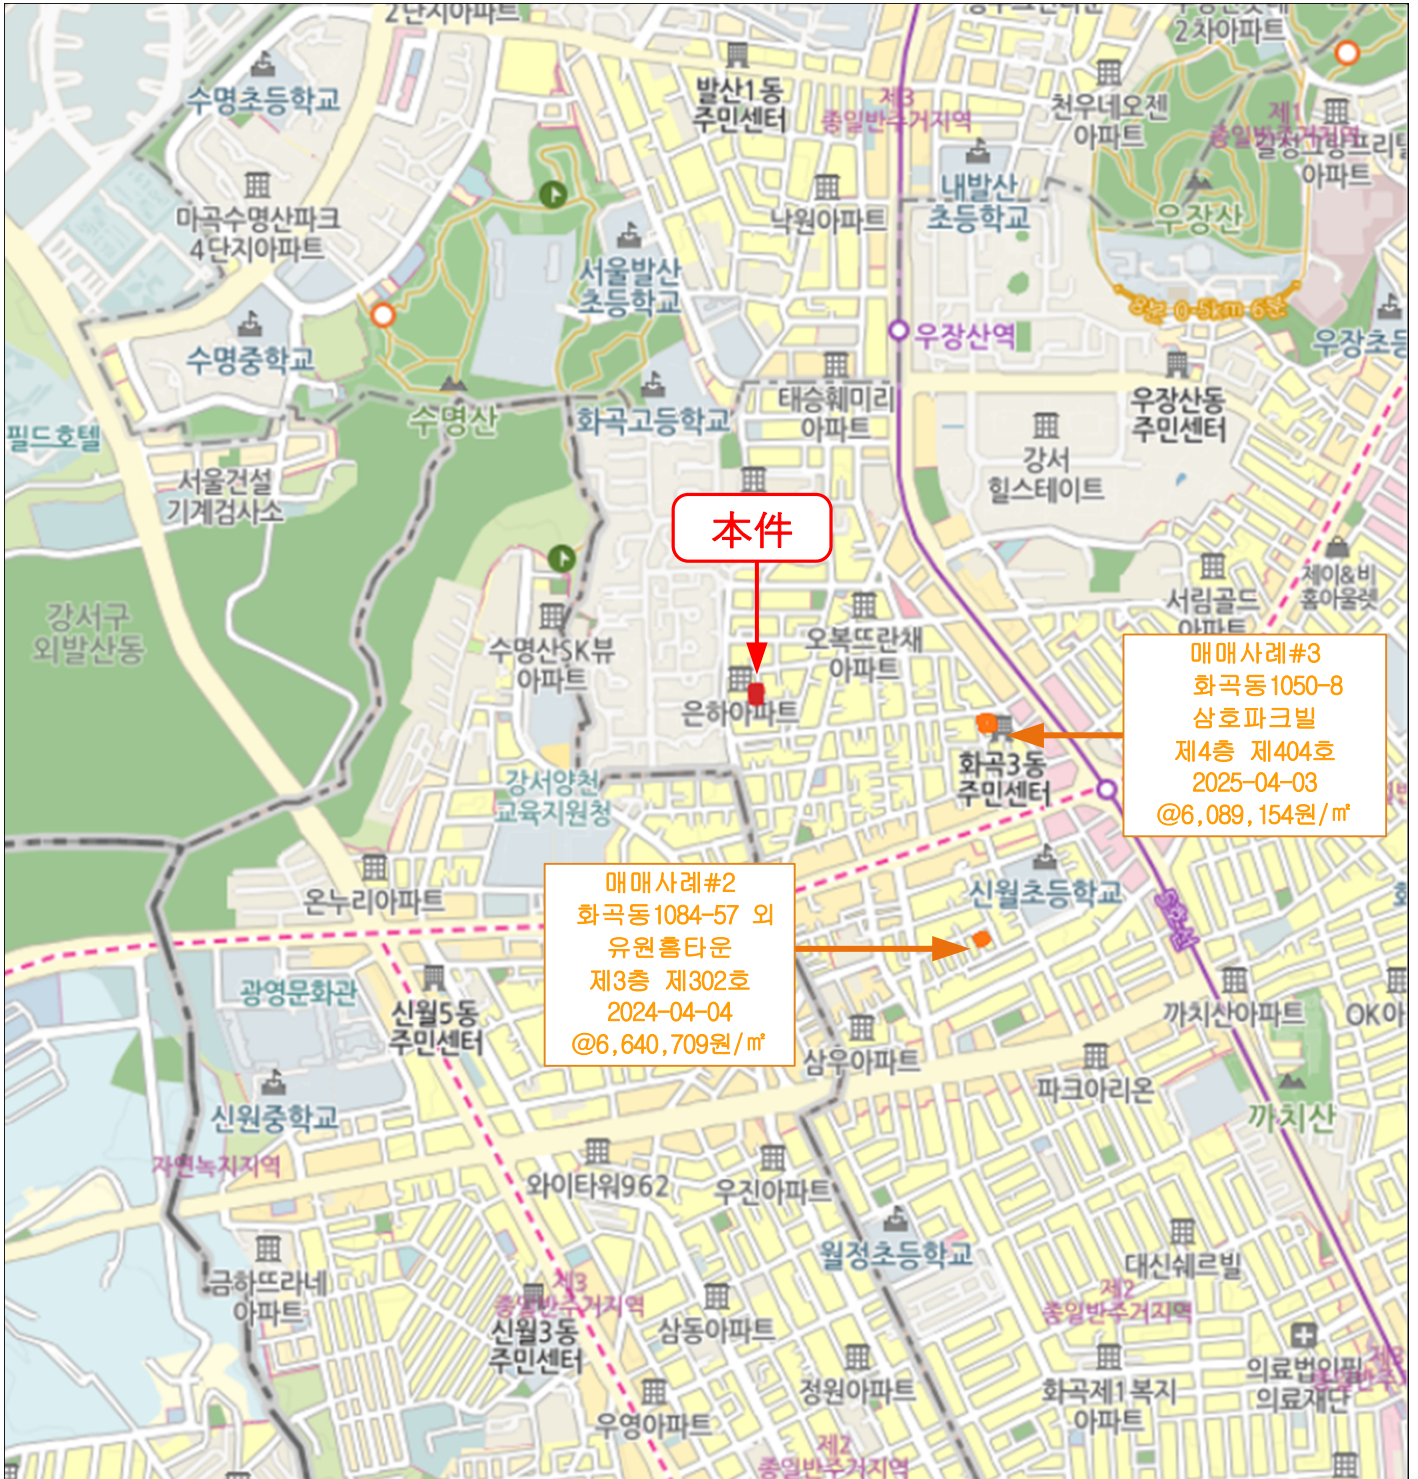 2단지아파트
2차아파트
수명초등학교
발산1동
주민센터
제3
종일반주거지역
천우네오젠
아파트
제1
종일반주거지역
아파트
마곡수명산파크
4단지아파트
낙원아파트
내발산
초등학교
우장산
서울발산
초등학교
0.5km 6분
수명중학교
우장산역
우장초등
필드호텔
수명산
화곡고등학교
태승훼미리
아파트
우장산동
주민센터
서울건설
기계검사소
강서
힐스테이트
本件
강서구
외발산동
수명산SK뷰
아파트
오복뜨란채
아파트
서림골드
아파트
제이&비
홈아울렛
은하아파트
매매사례#3
화곡동1050-8
삼호파크빌
제4층 제404호
2025-04-03
@6,089,154원/㎡
화곡3동
주민센터
강서양천
교육지원청
매매사례#2
화곡동1084-57 외
유원홈타운
제3층 제302호
2024-04-04
@6,640,709원/㎡
온누리아파트
신월초등학교
5호선
광영문화관
신월5동
주민센터
까치산아파트
OK아
삼우아파트
파크아리온
까치산
신원중학교
자연녹지지역
와이타워962
우진아파트
월정초등학교
대신쉐르빌
금하뜨라네
아파트
제3
종일반주거지역
신월3동
주민센터
삼동아파트
제2
종일반주거지역
정원아파트
화곡제1복지
아파트
의료법인필
의료재단
제3
우영아파트
제2
종일반주거지역